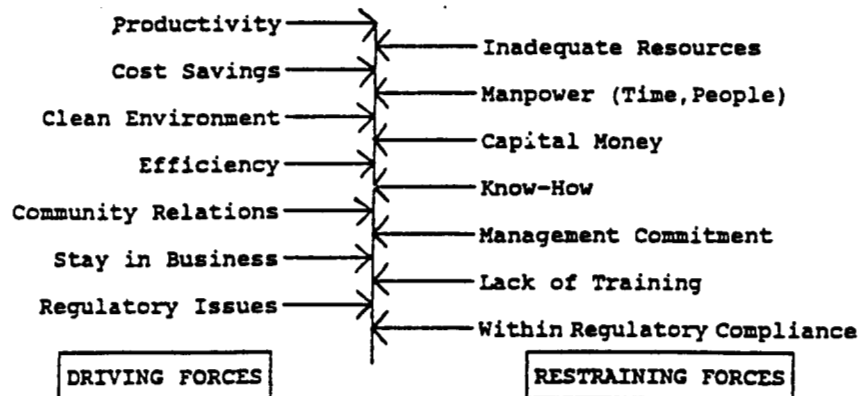 Productivity
Inadequate Resources
Cost Savings
Manpower (Time,People)
Clean Environment
Capital Money
Efficiency
Know-How
Community Relations
Management Commitment
Stay in Business
Lack of Training
Regulatory Issues
Within Regulatory Compliance
DRIVING FORCES
RESTRAINING FORCES